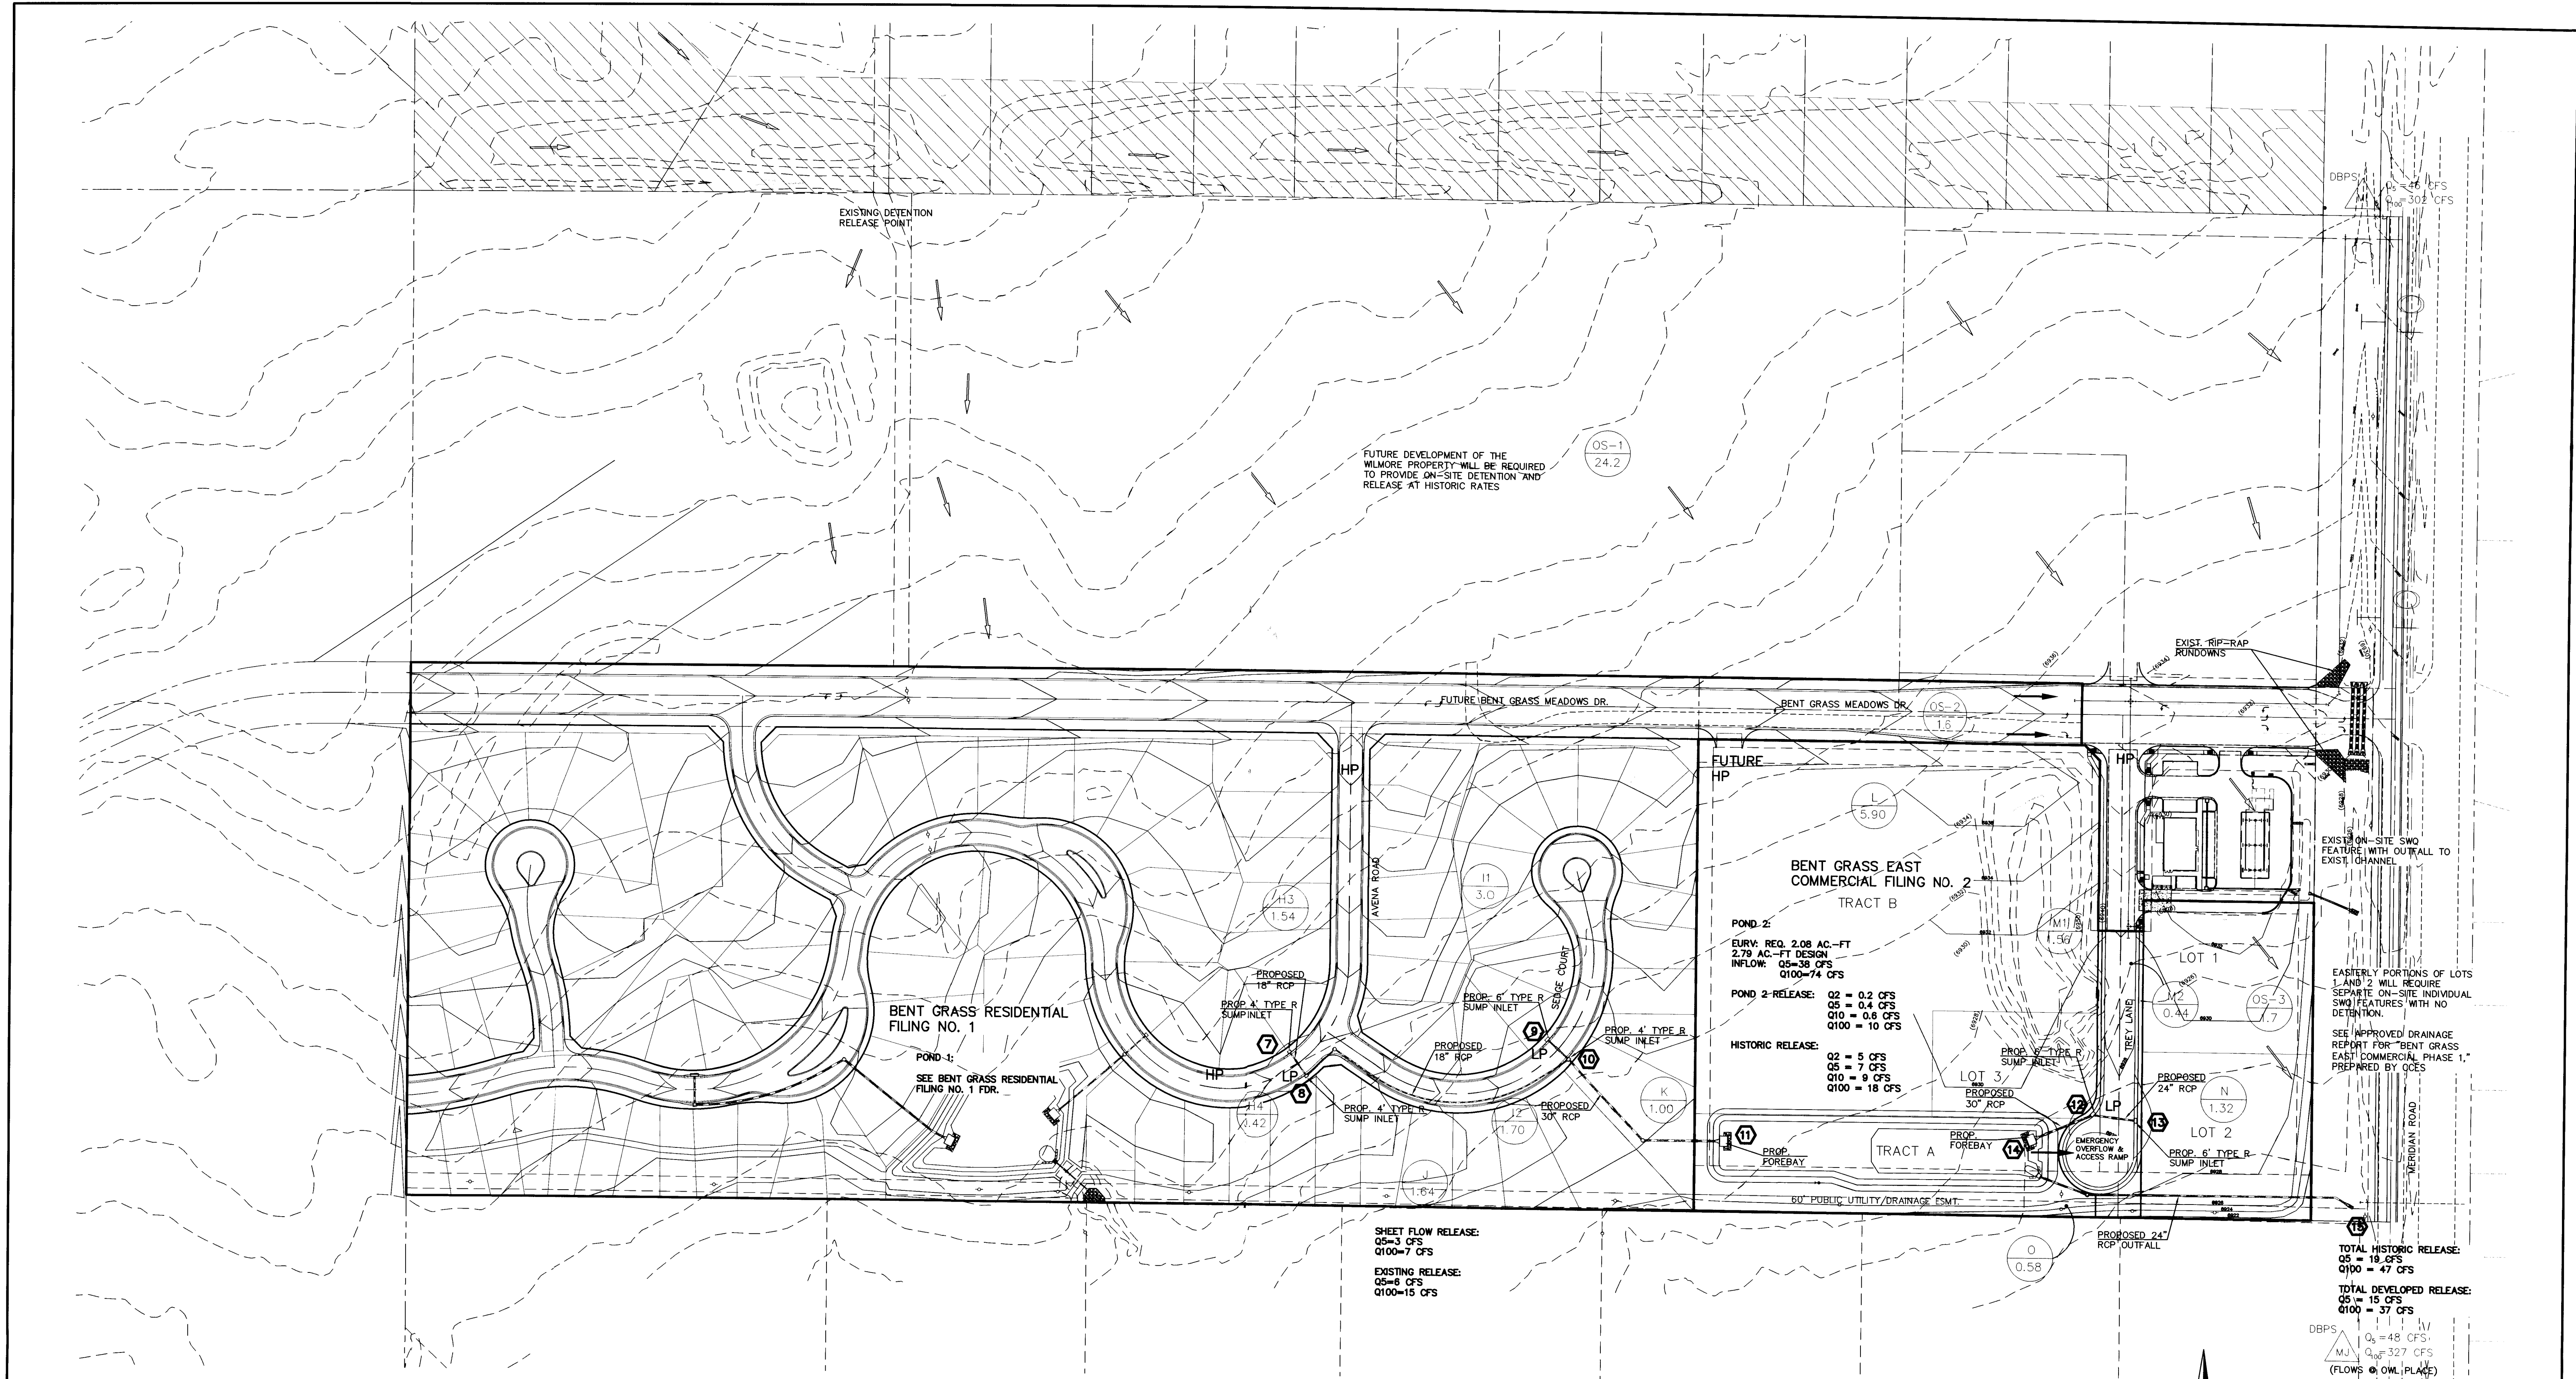 EXISTING DETENTION
RELEASE POINT
DBPS
Q5 =46 CFS
Q100=302 CFS
FUTURE DEVELOPMENT OF THE
WILMORE PROPERTY WILL BE REQUIRED
TO PROVIDE ON-SITE DETENTION AND
RELEASE AT HISTORIC RATES
OS-1
24.2
EXIST. RIP-RAP
RUNDOWNS
(6936)
(6934)
FUTURE BENT GRASS MEADOWS DR.
BENT GRASS MEADOWS DR.
OS-2
1.6
HP
FUTURE
HP
HP
L
5.90
EXIST. ON-SITE SWQ
FEATURE WITH OUTFALL TO
EXIST. CHANNEL
BENT GRASS EAST
COMMERCIAL FILING NO. 2
TRACT B
H3
1.54
AVENA ROAD
I1
3.0
SEDGE COURT
M1
1.56
LOT 1
POND 2:
EURV: REQ. 2.08 AC.-FT
2.79 AC.-FT DESIGN
INFLOW: Q5=38 CFS
Q100=74 CFS
POND 2 RELEASE: Q2 = 0.2 CFS
Q5 = 0.4 CFS
Q10 = 0.6 CFS
Q100 = 10 CFS
HISTORIC RELEASE:
Q2 = 5 CFS
Q5 = 7 CFS
Q10 = 9 CFS
Q100 = 18 CFS
EASTERLY PORTIONS OF LOTS
1 AND 2 WILL REQUIRE
SEPARTE ON-SITE INDIVIDUAL
SWQ FEATURES WITH NO
DETENTION.
SEE APPROVED DRAINAGE
REPORT FOR "BENT GRASS
EAST COMMERCIAL PHASE 1,"
PREPARED BY OCES
M2
0.44
OS-3
1.7
TREY LANE
BENT GRASS RESIDENTIAL
FILING NO. 1
POND 1:
SEE BENT GRASS RESIDENTIAL
FILING NO. 1 FDR.
PROPOSED
18" RCP
PROP. 4' TYPE R
SUMP INLET
7
HP
LP
8
PROP. 4' TYPE R
SUMP INLET
H4
1.42
PROPOSED
18" RCP
PROP. 6' TYPE R
SUMP INLET
9
LP
10
PROP. 4' TYPE R
SUMP INLET
I2
1.70
PROPOSED
30" RCP
K
1.00
J
1.64
LOT 3
PROPOSED
30" RCP
PROP. 6' TYPE R
SUMP INLET
12
LP
PROPOSED
24" RCP
13
N
1.32
LOT 2
PROP. 6' TYPE R
SUMP INLET
11
PROP.
FOREBAY
TRACT A
PROP.
FOREBAY
14
EMERGENCY
OVERFLOW &
ACCESS RAMP
60' PUBLIC UTILITY/DRAINAGE ESMT.
MERIDIAN ROAD
15
PROPOSED 24"
RCP OUTFALL
O
0.58
SHEET FLOW RELEASE:
Q5=3 CFS
Q100=7 CFS
EXISTING RELEASE:
Q5=6 CFS
Q100=15 CFS
TOTAL HISTORIC RELEASE:
Q5 = 19 CFS
Q100 = 47 CFS
TOTAL DEVELOPED RELEASE:
Q5 = 15 CFS
Q100 = 37 CFS
DBPS
MJ
Q5 =48 CFS
Q100=327 CFS
(FLOWS @ OWL PLACE)